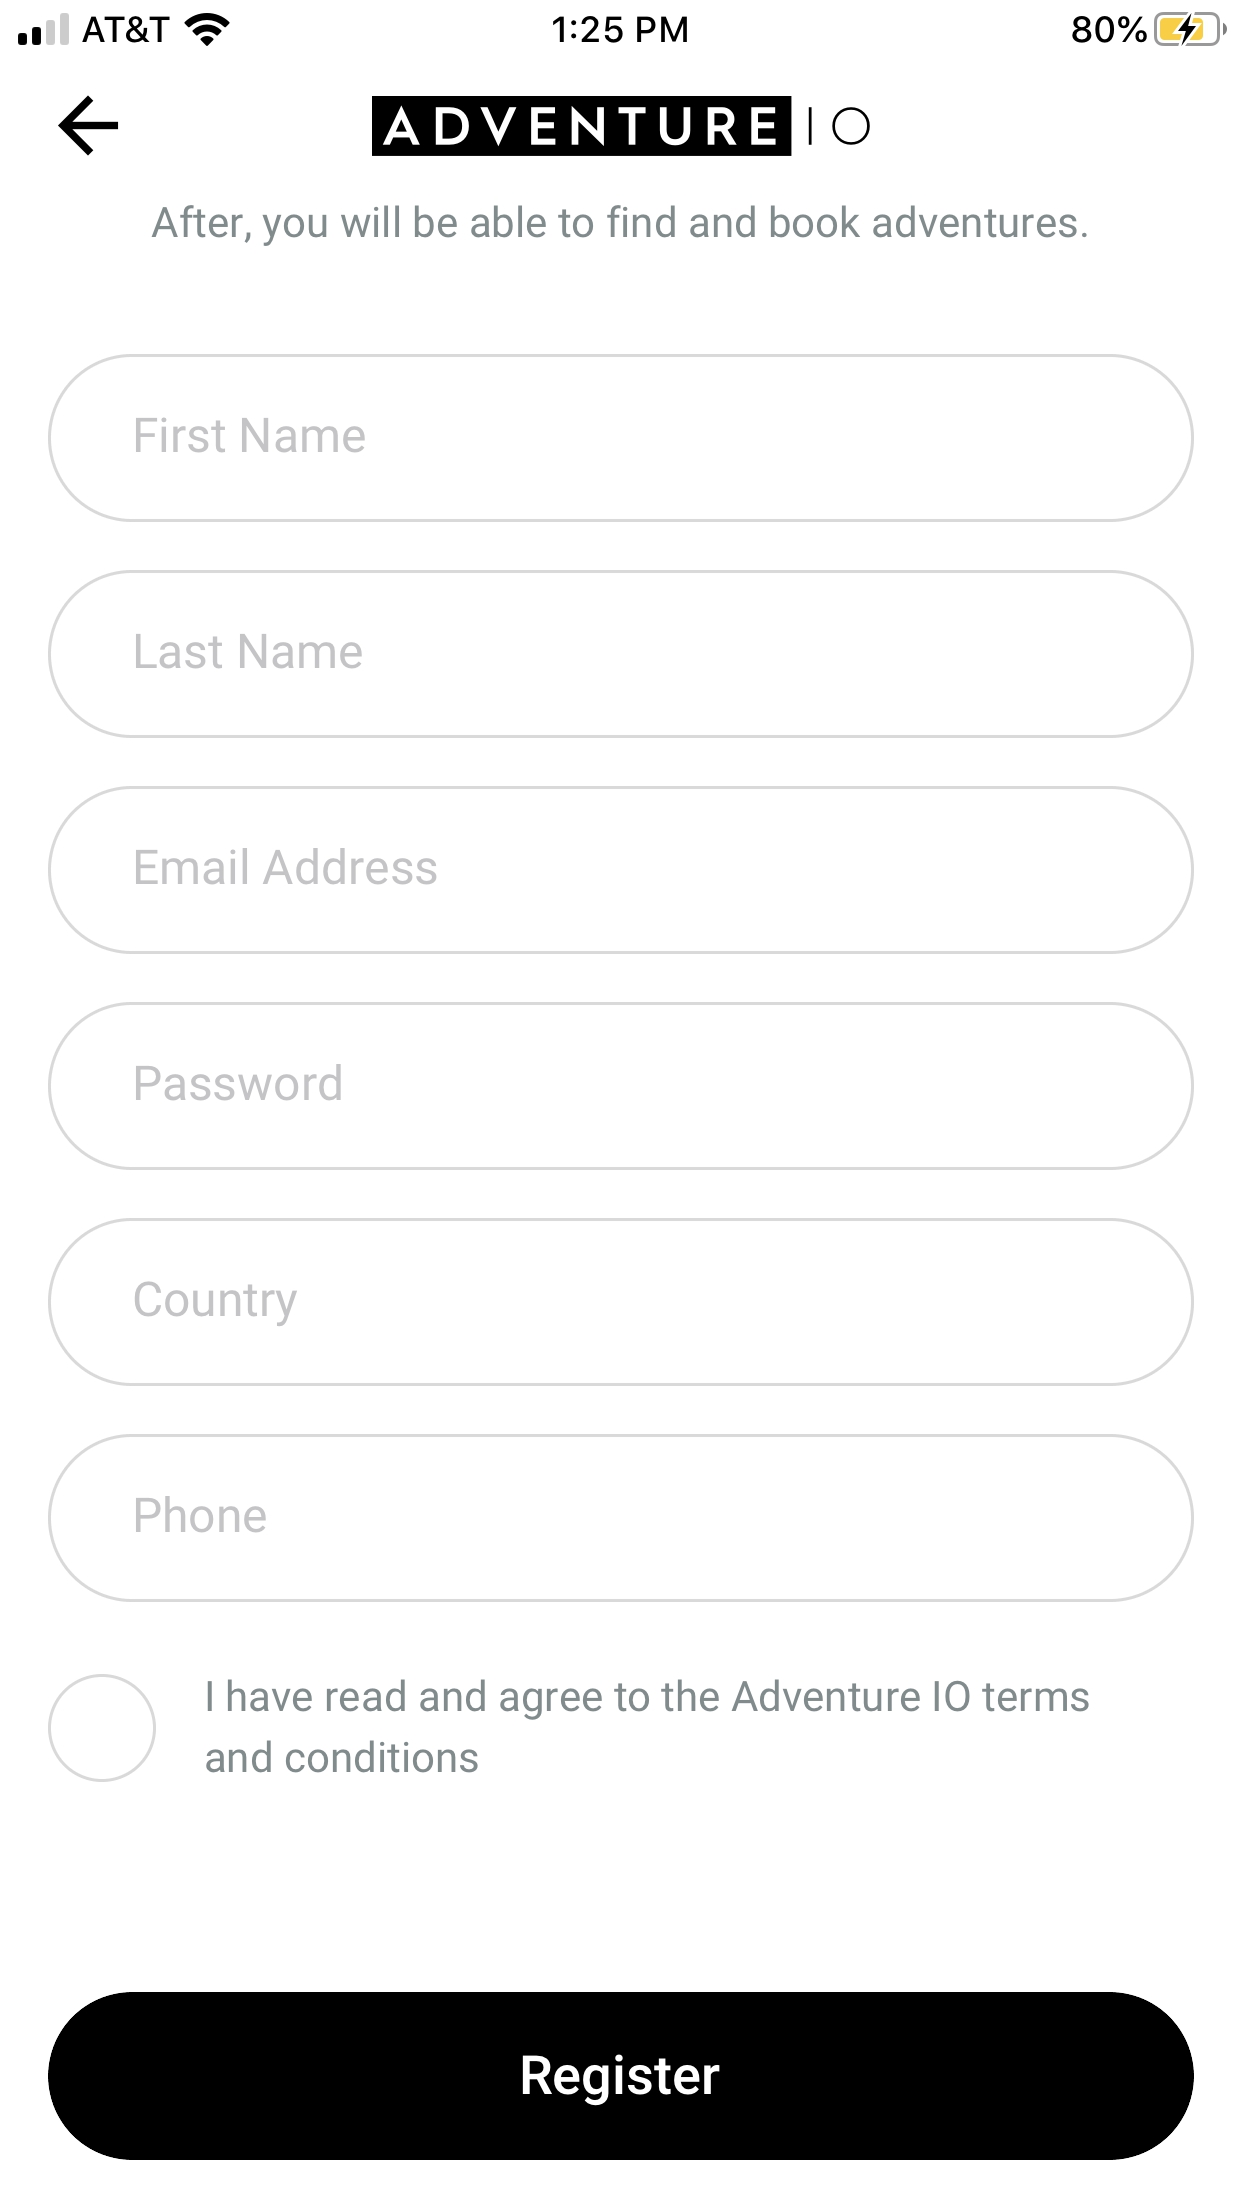 AT&T 1:25 PM 80%
ADVENTURE IO
After, you will be able to find and book adventures.
First Name
Last Name
Email Address
Password
Country
Phone
I have read and agree to the Adventure IO terms
and conditions
Register